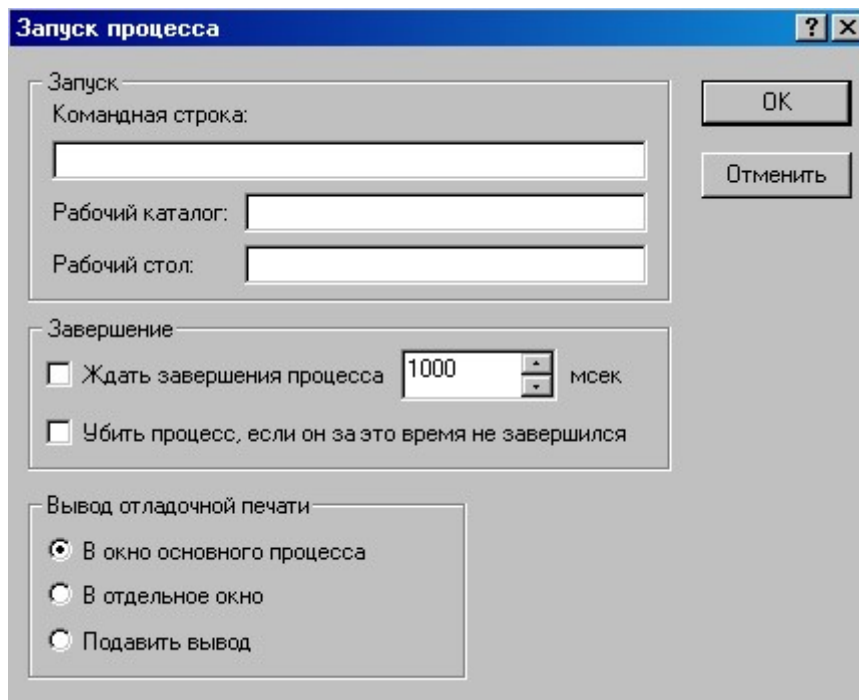 Запуск процесса
Запуск
Командная строка:
OK
Отменить
Рабочий каталог:
Рабочий стол:
Завершение
Ждать завершения процесса 1000 мсек
Убить процесс, если он за это время не завершился
Вывод отладочной печати
В окно основного процесса
В отдельное окно
Подавить вывод